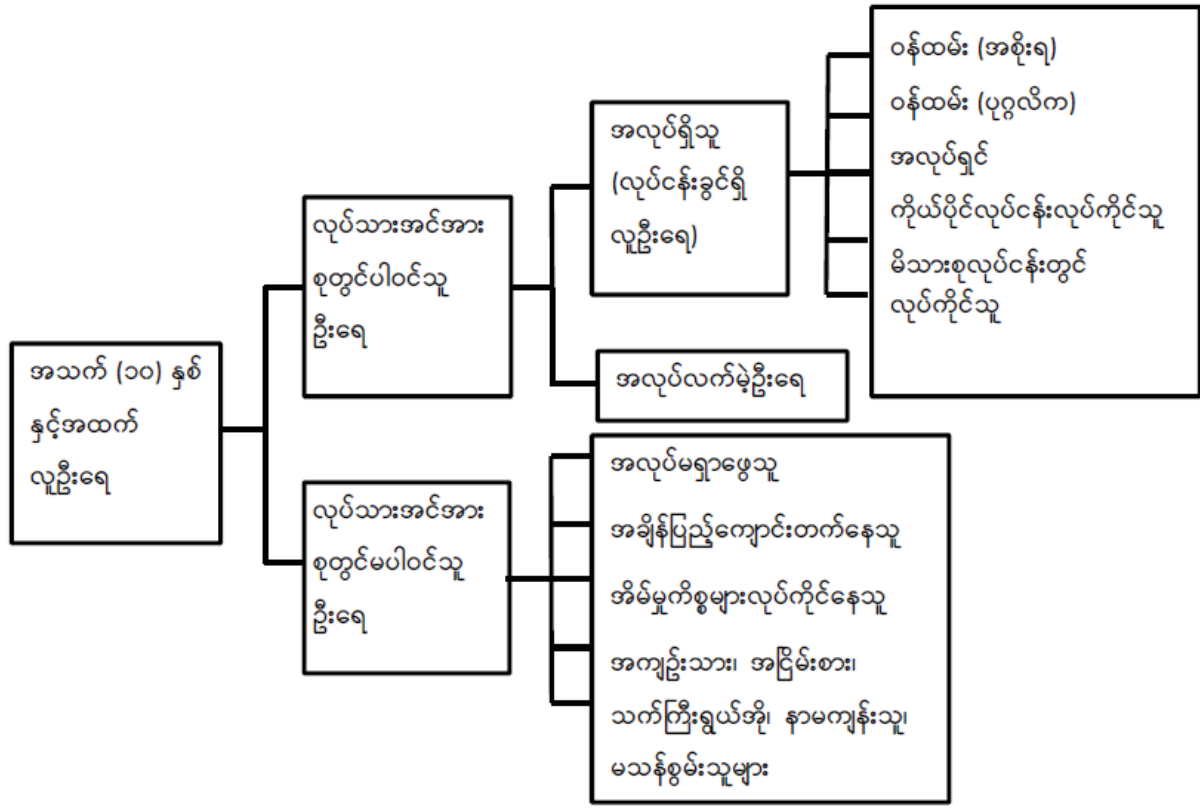 အသက် (၁၀) နှစ်
နှင့်အထက်
လူဦးရေ
လုပ်သားအင်အား
စုတွင်ပါဝင်သူ
ဦးရေ
လုပ်သားအင်အား
စုတွင်မပါဝင်သူ
ဦးရေ
အလုပ်ရှိသူ
(လုပ်ငန်းခွင်ရှိ
လူဦးရေ)
အလုပ်လက်မဲ့ဦးရေ
ဝန်ထမ်း (အစိုးရ)
ဝန်ထမ်း (ပုဂ္ဂလိက)
အလုပ်ရှင်
ကိုယ်ပိုင်လုပ်ငန်းလုပ်ကိုင်သူ
မိသားစုလုပ်ငန်းတွင်
လုပ်ကိုင်သူ
အလုပ်မရှာဖွေသူ
အချိန်ပြည့်ကျောင်းတက်နေသူ
အိမ်မှုကိစ္စများလုပ်ကိုင်နေသူ
အကျဥ်းသား၊ အငြိမ်းစား၊
သက်ကြီးရွယ်အို၊ နာမကျန်းသူ၊
မသန်စွမ်းသူများ